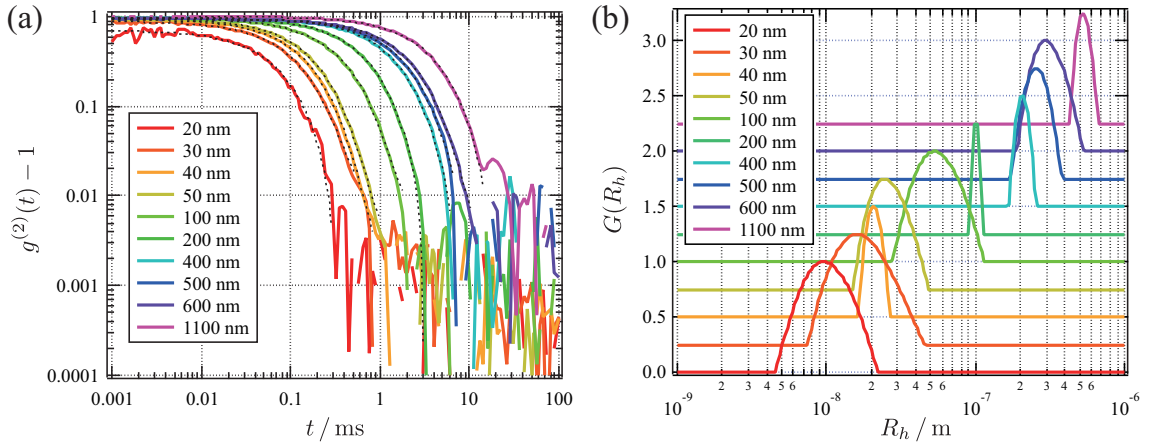 (a)
1
0.1
0.01
0.001
0.0001
g^(2)(t) − 1
20 nm
30 nm
40 nm
50 nm
100 nm
200 nm
400 nm
500 nm
600 nm
1100 nm
0.001 0.01 0.1 1 10 100
t / ms
(b)
3.0
2.5
2.0
1.5
1.0
0.5
0.0
G(R_h)
20 nm
30 nm
40 nm
50 nm
100 nm
200 nm
400 nm
500 nm
600 nm
1100 nm
2 3 4 5 6 2 3 4 5 6 2 3 4 5 6
10^-9 10^-8 10^-7 10^-6
R_h / m